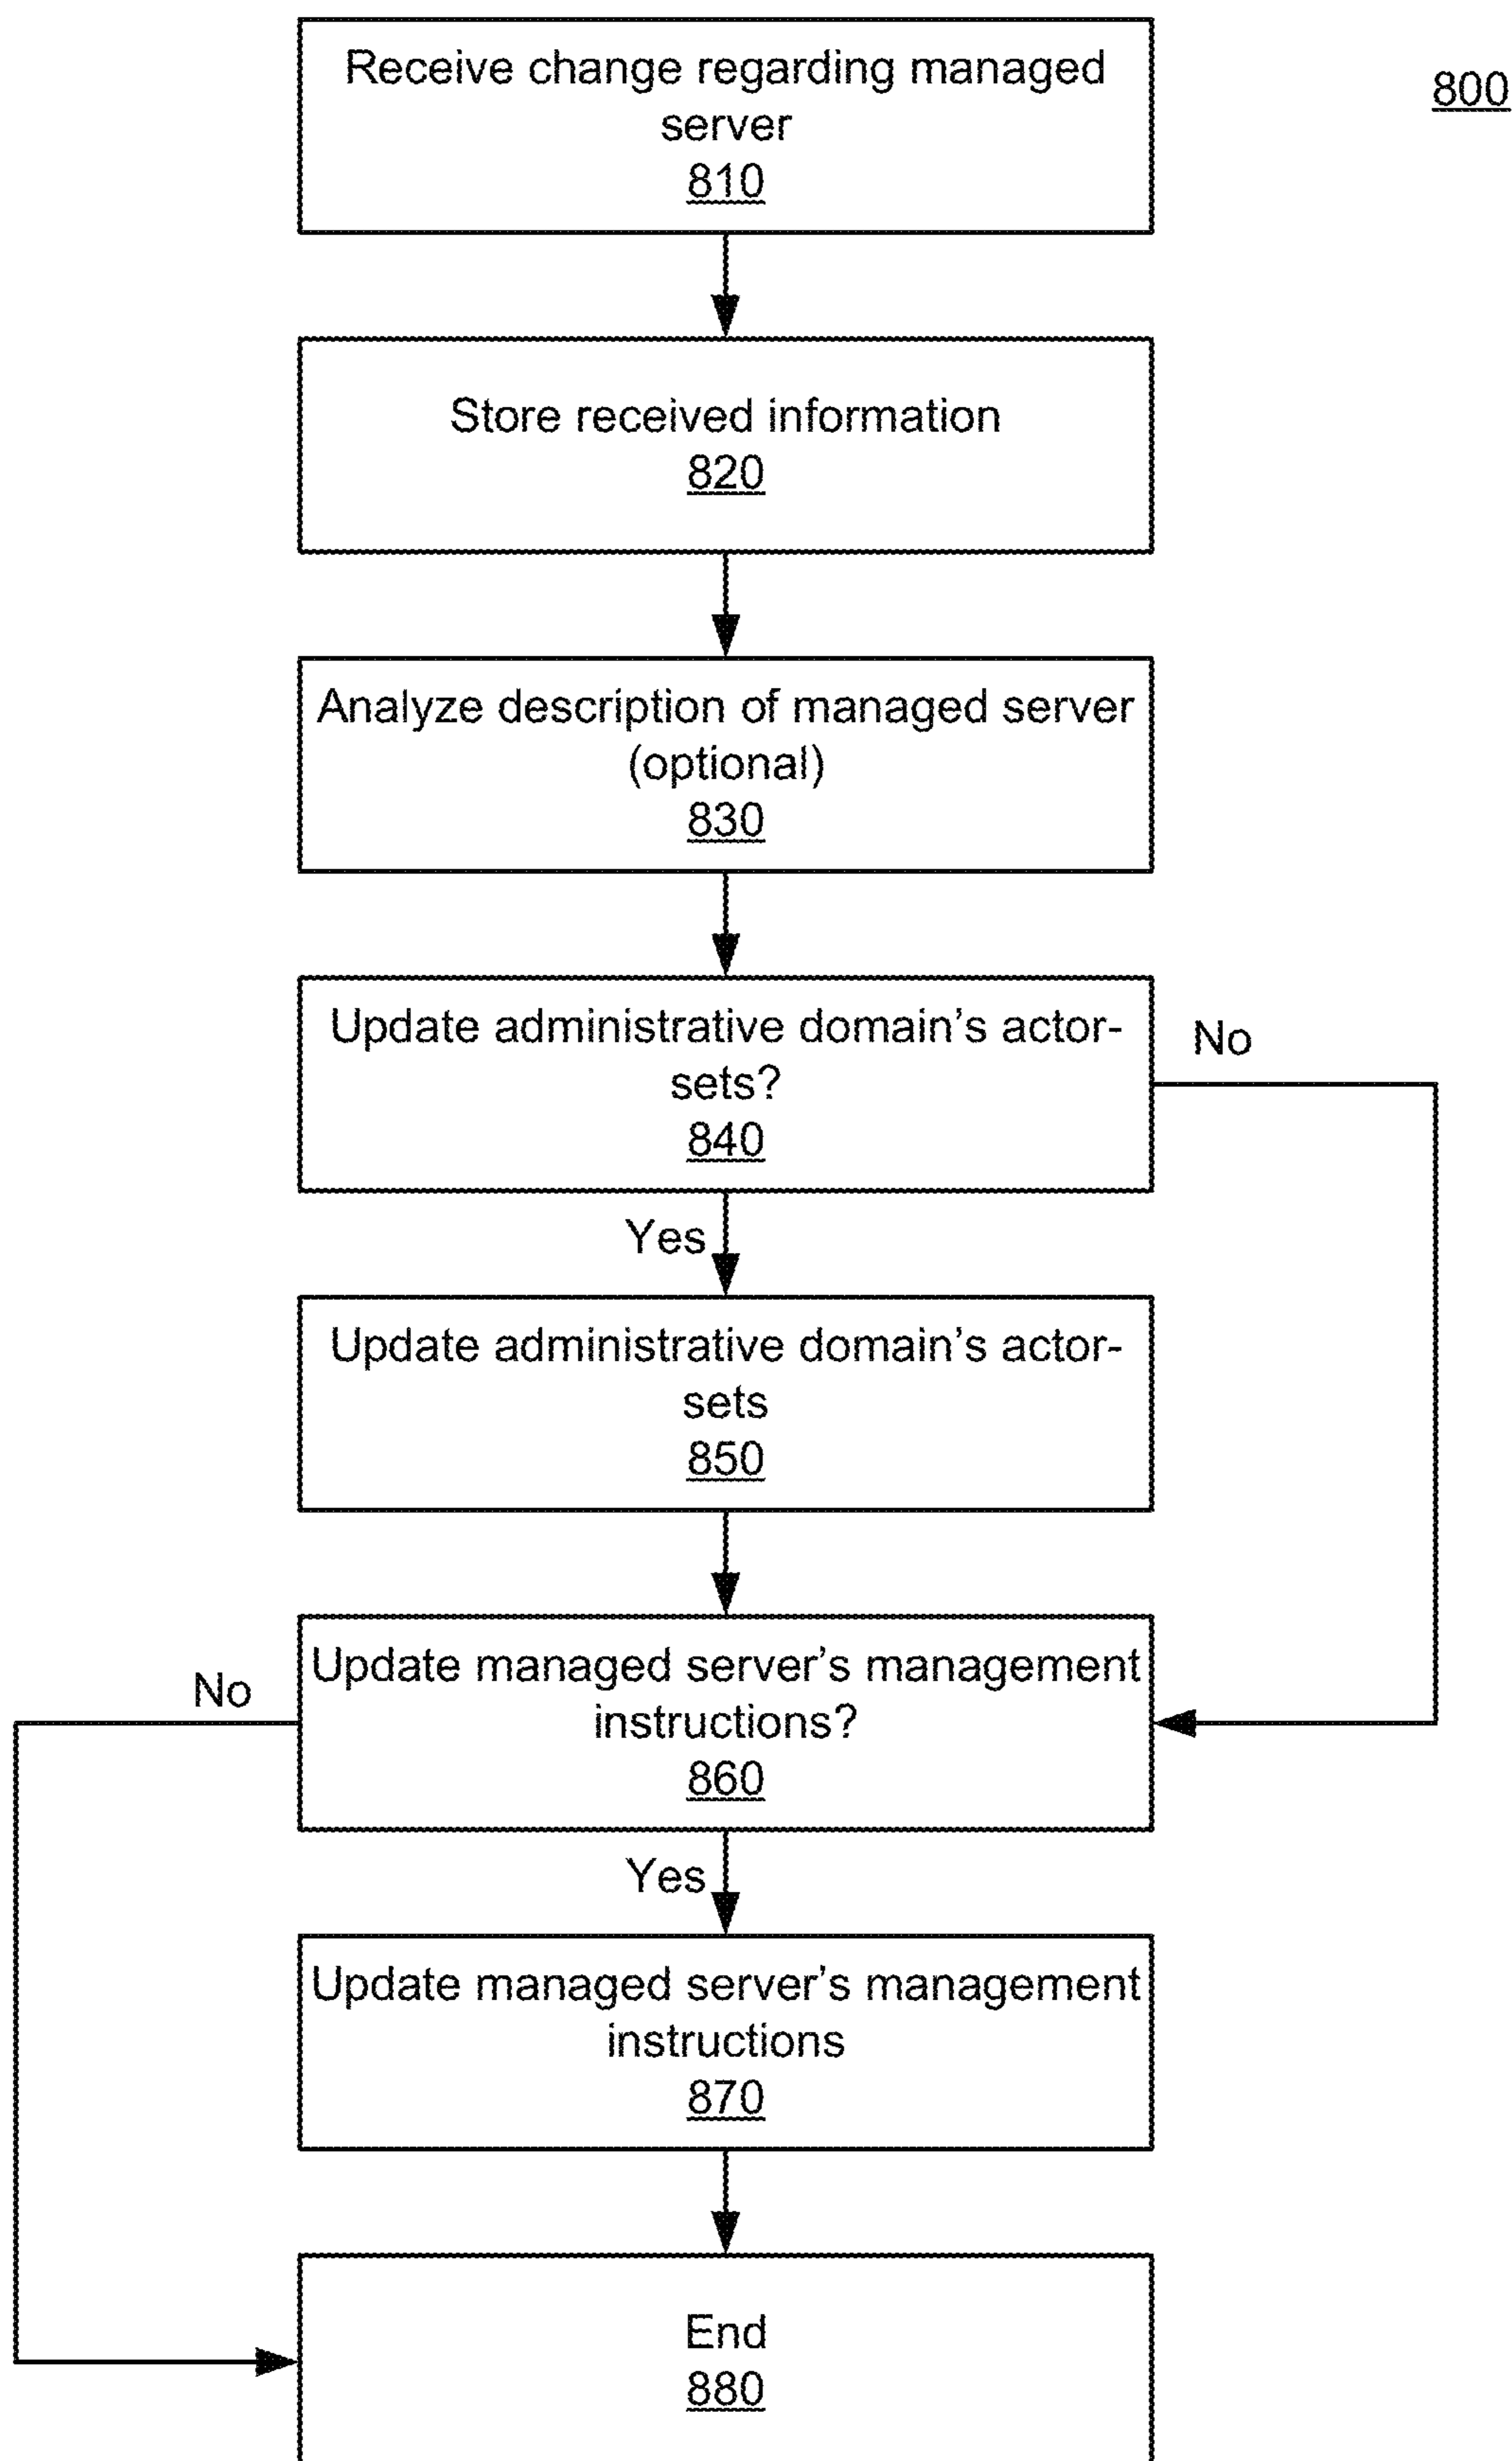 Receive change regarding managed
server
810
800
Store received information
820
Analyze description of managed server
(optional)
830
Update administrative domain's actor-
sets?
840
No
Yes
Update administrative domain's actor-
sets
850
Update managed server's management
instructions?
860
No
Yes
Update managed server's management
instructions
870
End
880